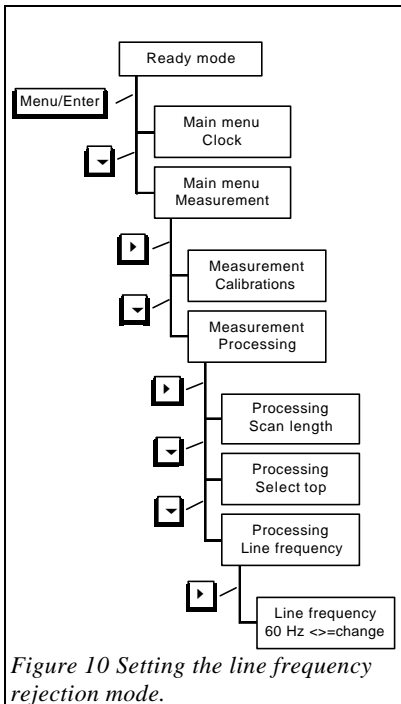 Ready mode
Menu/Enter
Main menu
Clock
Main menu
Measurement
Measurement
Calibrations
Measurement
Processing
Processing
Scan length
Processing
Select top
Processing
Line frequency
Line frequency
60 Hz <>=change
Figure 10 Setting the line frequency
rejection mode.